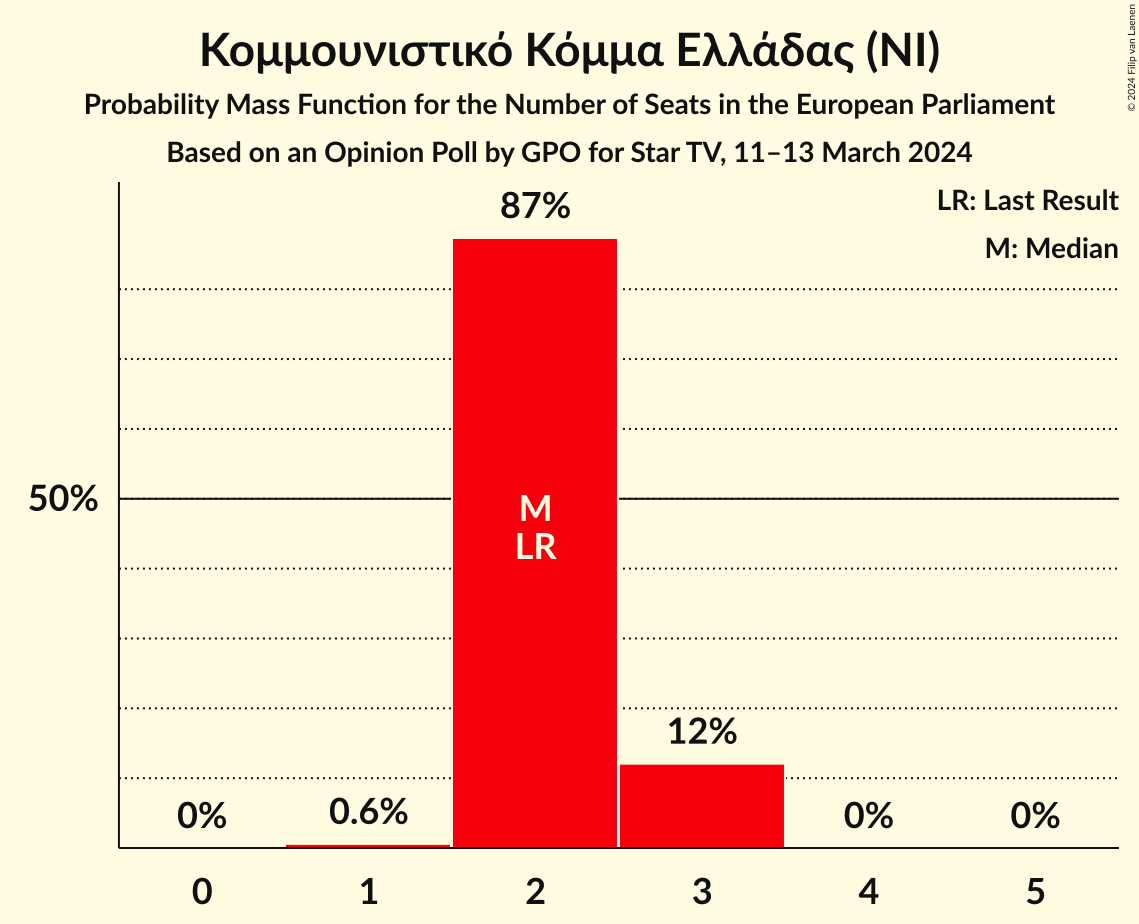 Κομμουνιστικό Κόμμα Ελλάδας (NI)
Probability Mass Function for the Number of Seats in the European Parliament
Based on an Opinion Poll by GPO for Star TV, 11–13 March 2024
© 2024 Filip van Laenen
LR: Last Result
M: Median
87%
50%
M
LR
12%
0%
0.6%
0%
0%
0 1 2 3 4 5